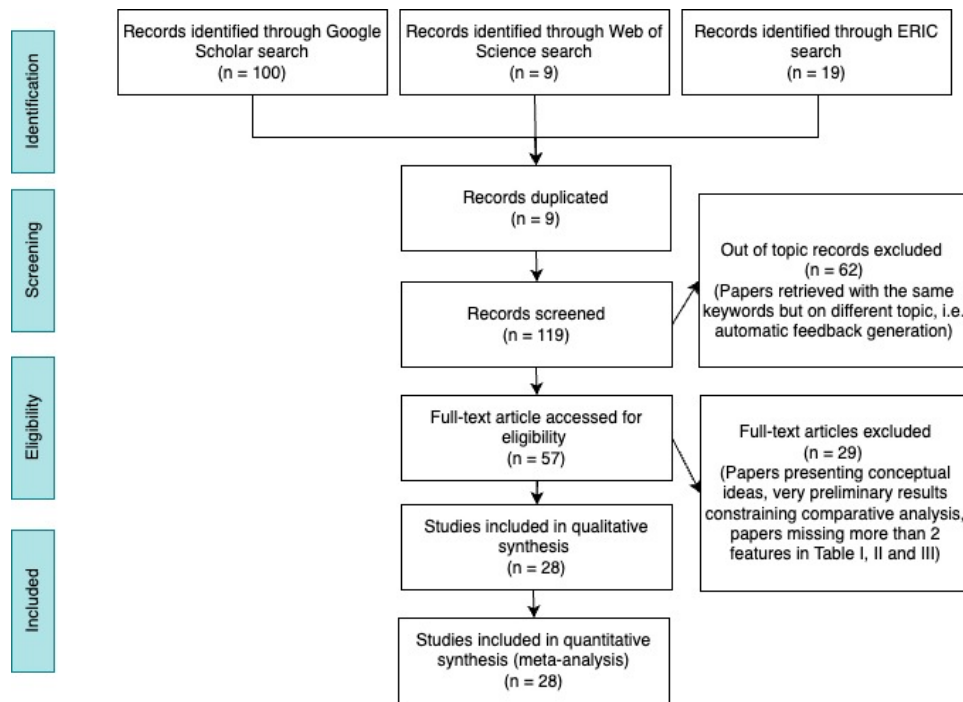 Identification
Records identified through Google
Scholar search
(n = 100)
Records identified through Web of
Science search
(n = 9)
Records identified through ERIC
search
(n = 19)
Screening
Records duplicated
(n = 9)
Records screened
(n = 119)
Out of topic records excluded
(n = 62)
(Papers retrieved with the same
keywords but on different topic, i.e.
automatic feedback generation)
Eligibility
Full-text article accessed for
eligibility
(n = 57)
Full-text articles excluded
(n = 29)
(Papers presenting conceptual
ideas, very preliminary results
constraining comparative analysis,
papers missing more than 2
features in Table I, II and III)
Included
Studies included in qualitative
synthesis
(n = 28)
Studies included in quantitative
synthesis (meta-analysis)
(n = 28)